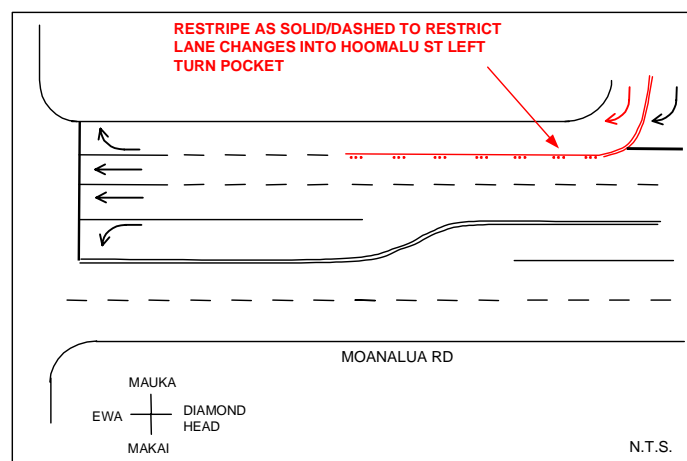 RESTRIPE AS SOLID/DASHED TO RESTRICT
LANE CHANGES INTO HOOMALU ST LEFT
TURN POCKET
MOANALUA RD
MAUKA
EWA
DIAMOND
HEAD
MAKAI
N.T.S.